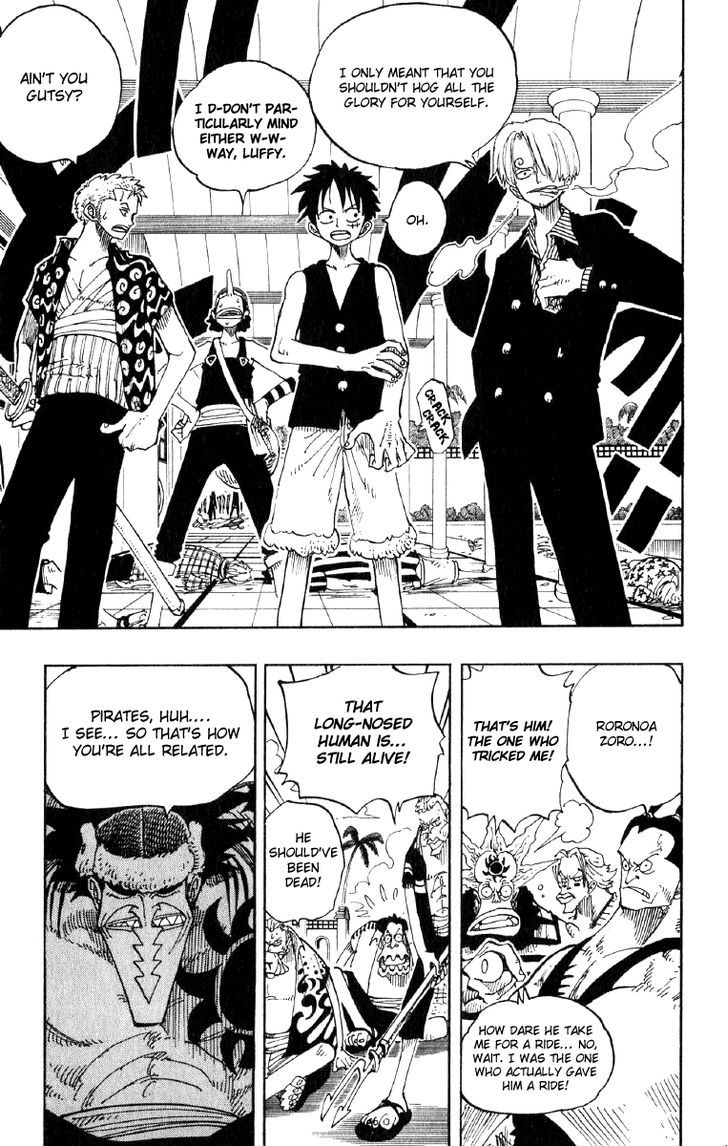 I ONLY MEANT THAT YOU
SHOULDN'T HOG ALL THE
GLORY FOR YOURSELF.
OH.
I D-DON'T PAR-
TICULARLY MIND
EITHER W-W-
WAY, LUFFY.
AIN'T YOU
GUTSY?
CRACK
CRACK
RORONOA
ZORO...!
THAT'S HIM!
THE ONE WHO
TRICKED ME!
HOW DARE HE TAKE
ME FOR A RIDE... NO,
WAIT. I WAS THE ONE
WHO ACTUALLY GAVE
HIM A RIDE!
THAT
LONG-NOSED
HUMAN IS...
STILL ALIVE!
HE
SHOULD'VE
BEEN
DEAD!
PIRATES, HUH....
I SEE... SO THAT'S HOW
YOU'RE ALL RELATED.